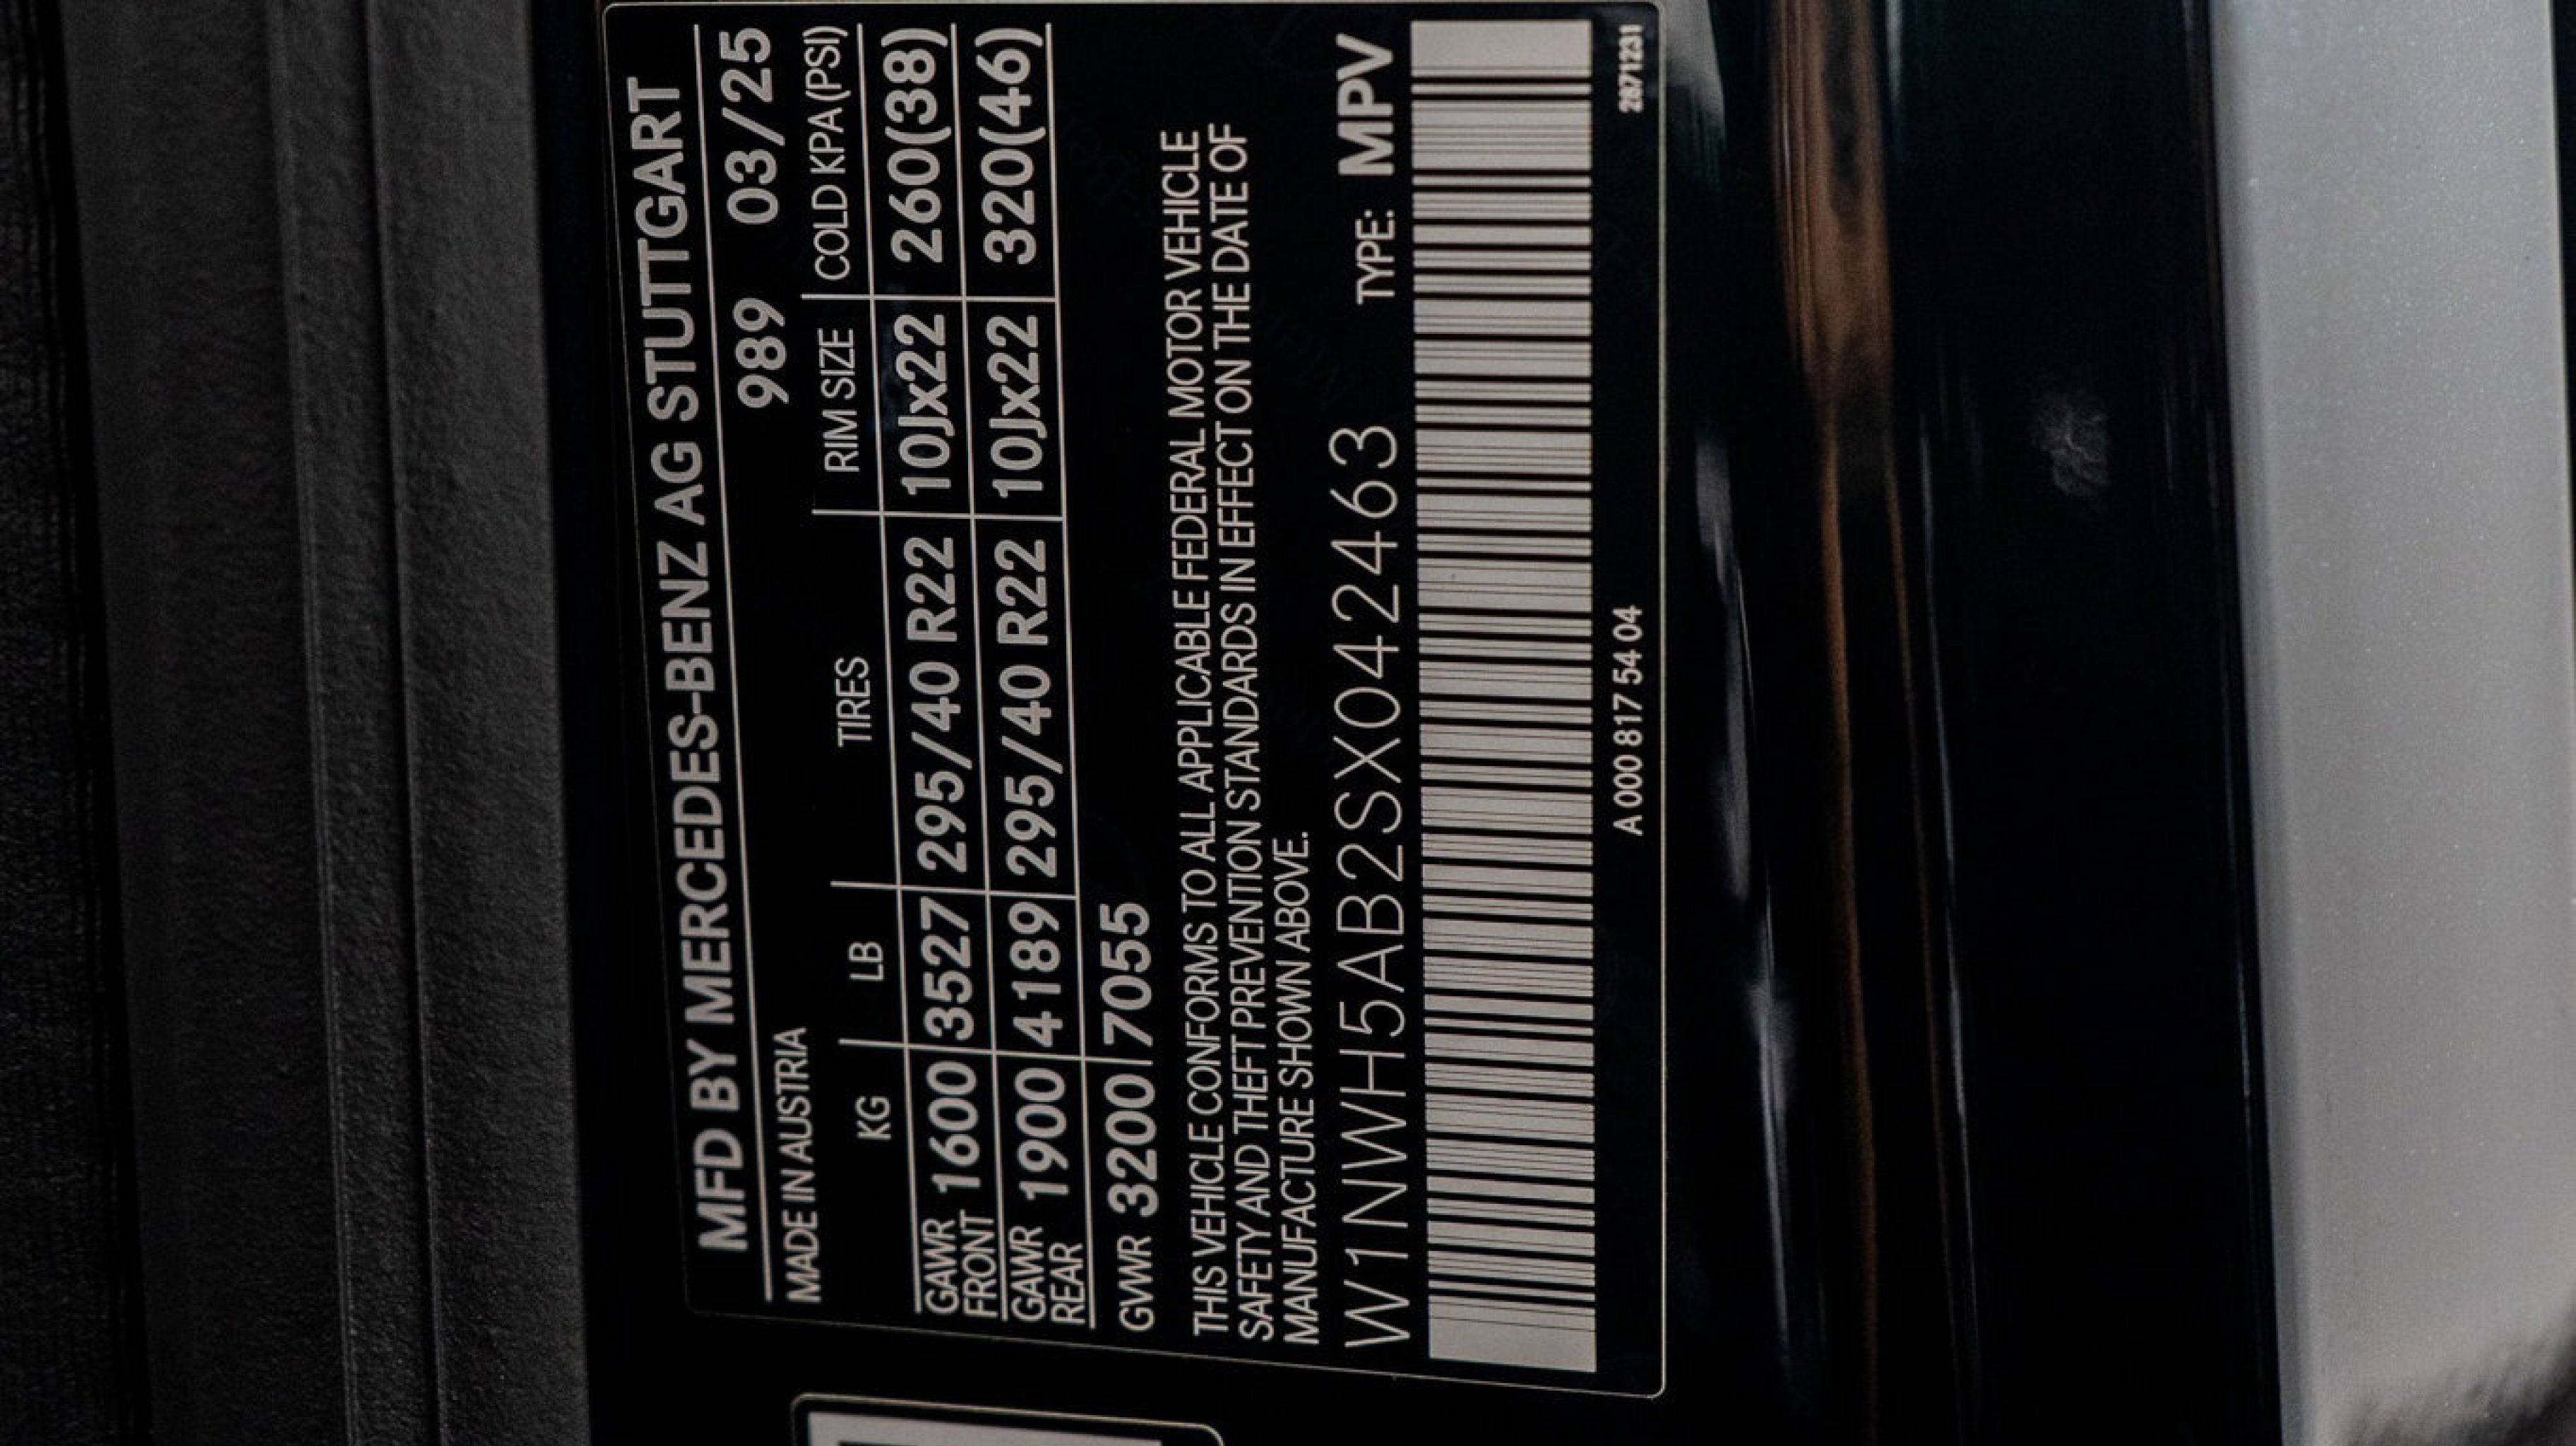 MFD BY MERCEDES-BENZ AG STUTTGART
MADE IN AUSTRIA 989 03/25
KG LB TIRES RIM SIZE COLD KPA (PSI)
GAWR FRONT 1600 3527 295/40 R22 10Jx22 260(38)
GAWR REAR 1900 4189 295/40 R22 10Jx22 320(46)
GVWR 3200 7055
THIS VEHICLE CONFORMS TO ALL APPLICABLE FEDERAL MOTOR VEHICLE
SAFETY AND THEFT PREVENTION STANDARDS IN EFFECT ON THE DATE OF
MANUFACTURE SHOWN ABOVE.
W1NWH5AB2SX042463 TYPE: MPV
A 000 817 54 04 2871231